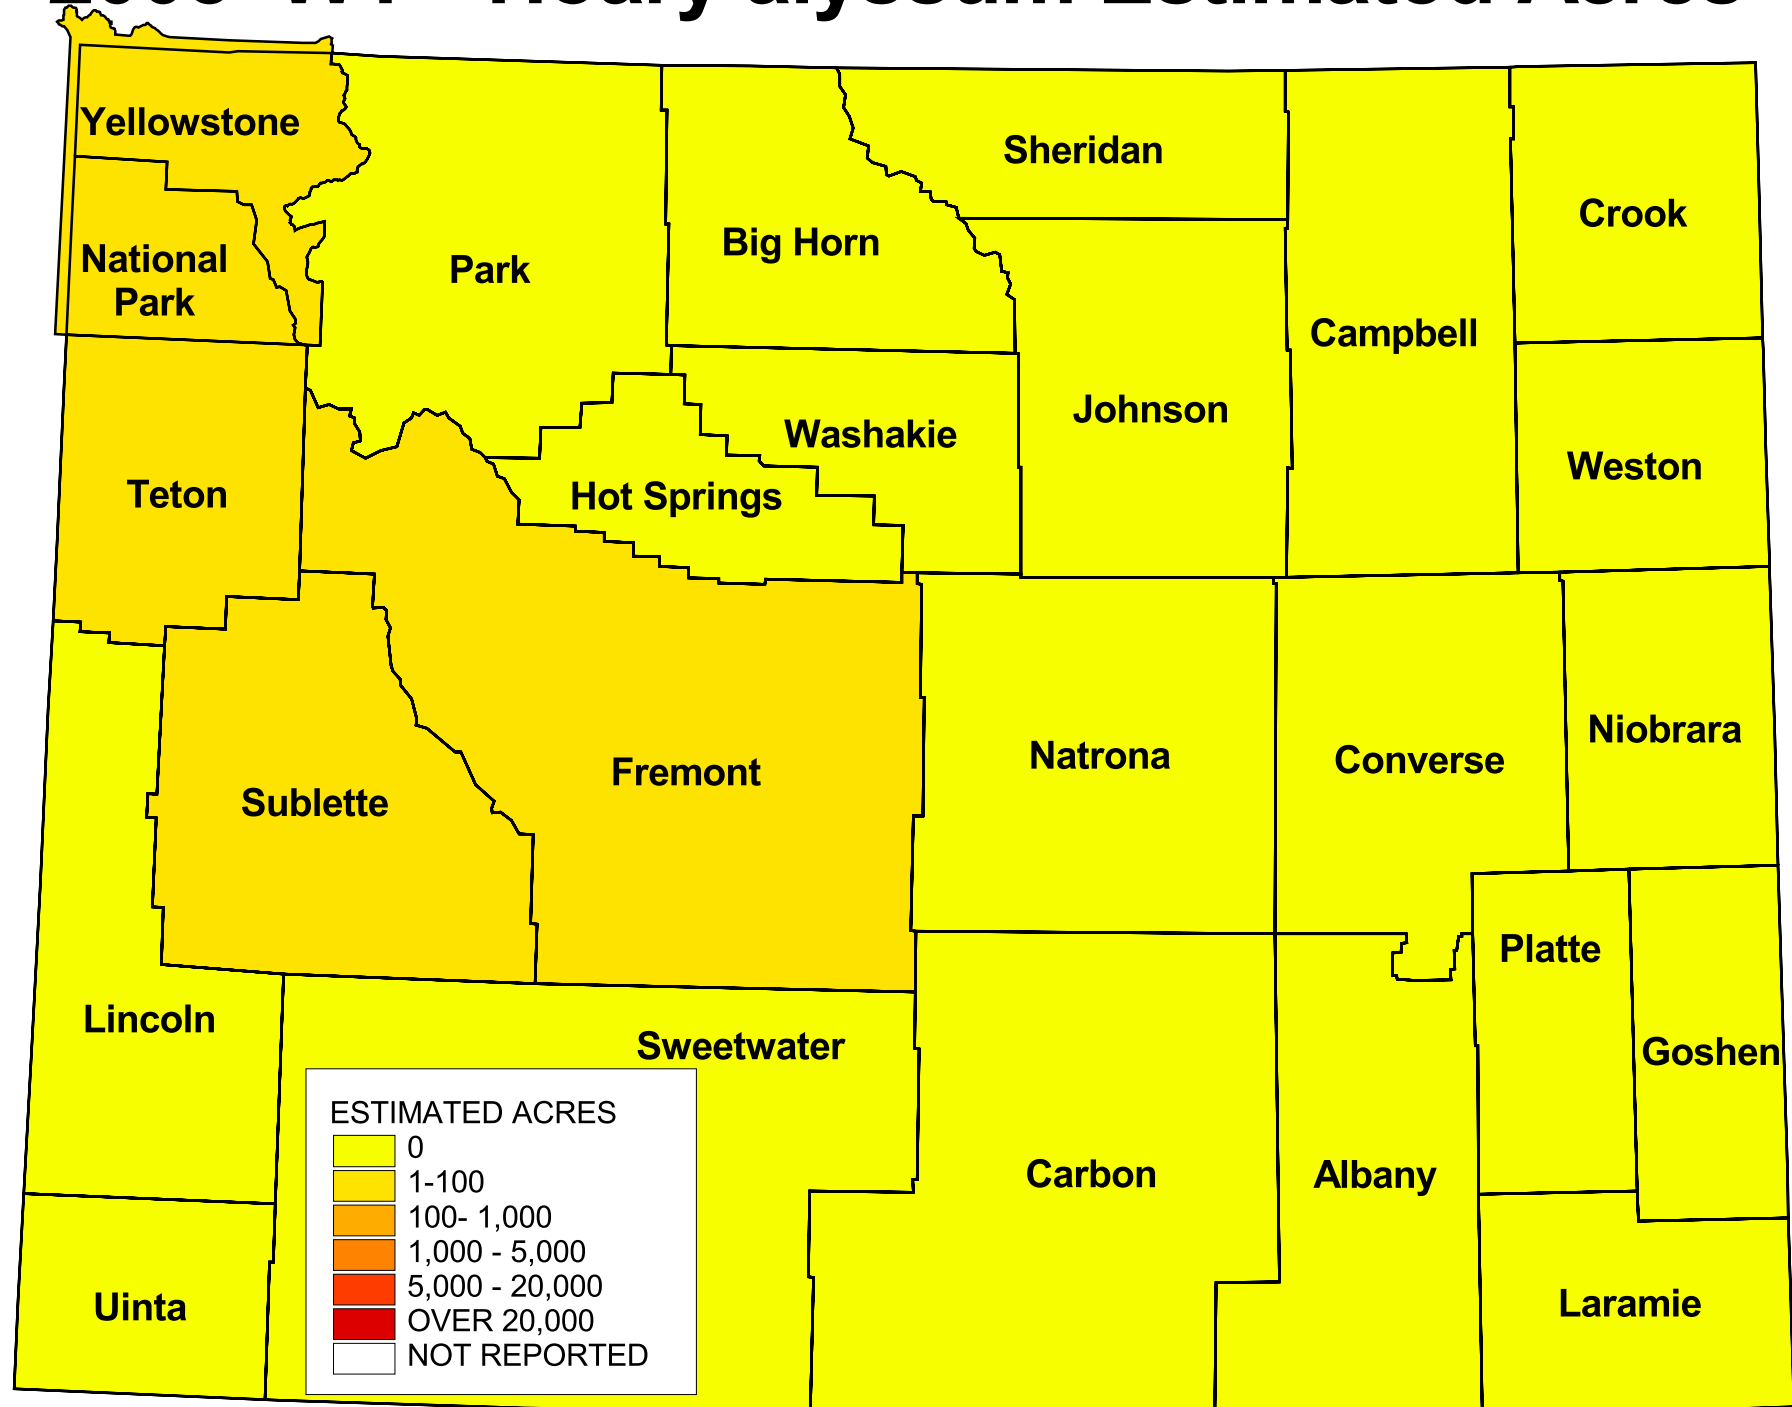 Yellowstone
Sheridan
Crook
Big Horn
National
Park
Park
Campbell
Johnson
Washakie
Weston
Teton
Hot Springs
Niobrara
Natrona
Converse
Fremont
Sublette
Platte
Lincoln
Sweetwater
Goshen
ESTIMATED ACRES
0
1-100
100- 1,000
1,000 - 5,000
5,000 - 20,000
OVER 20,000
NOT REPORTED
Carbon
Albany
Uinta
Laramie